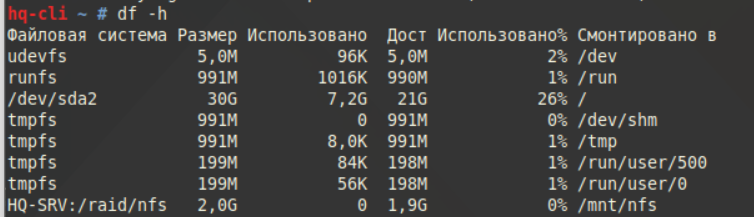 hq-cli ~ # df -h
Файловая система Размер Использовано Дост Использовано% Смонтировано в
udevfs 5,0M 96K 5,0M 2% /dev
runfs 991M 1016K 990M 1% /run
/dev/sda2 30G 7,2G 21G 26% /
tmpfs 991M 0 991M 0% /dev/shm
tmpfs 991M 8,0K 991M 1% /tmp
tmpfs 199M 84K 198M 1% /run/user/500
tmpfs 199M 56K 198M 1% /run/user/0
HQ-SRV:/raid/nfs 2,0G 0 1,9G 0% /mnt/nfs